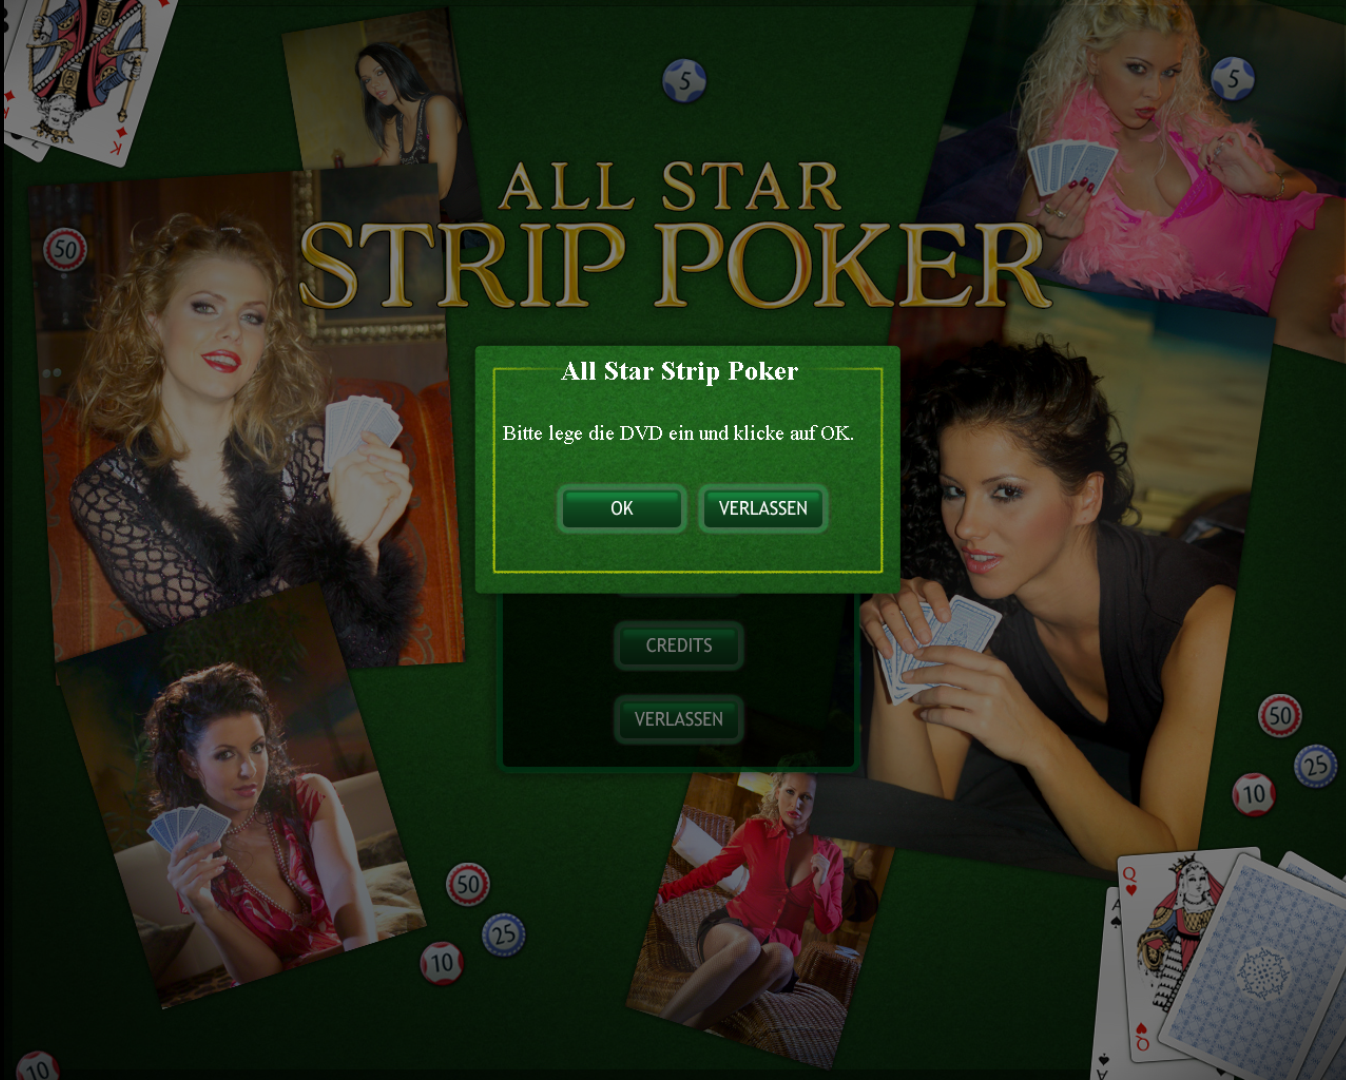 5
5
50
ALL STAR
STRIP POKER
All Star Strip Poker
Bitte lege die DVD ein und klicke auf OK.
OK
VERLASSEN
CREDITS
VERLASSEN
50
25
10
50
25
10
Q
Q
A
A
K
10